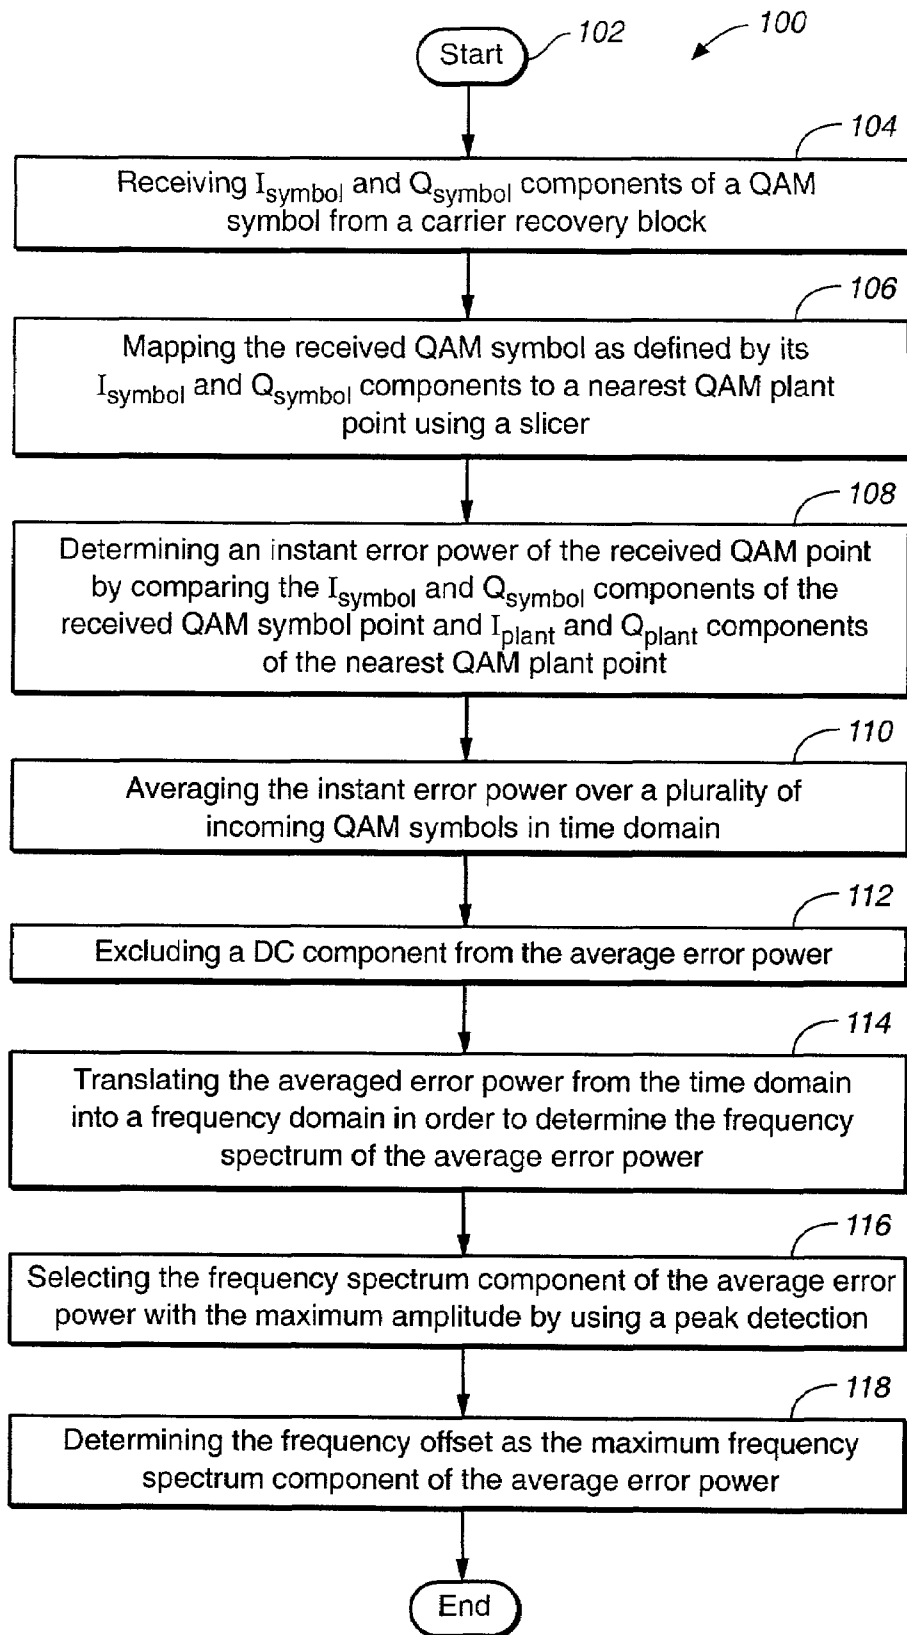 100
Start
102
104
Receiving Isymbol and Qsymbol components of a QAM
symbol from a carrier recovery block
106
Mapping the received QAM symbol as defined by its
Isymbol and Qsymbol components to a nearest QAM plant
point using a slicer
108
Determining an instant error power of the received QAM point
by comparing the Isymbol and Qsymbol components of the
received QAM symbol point and Iplant and Qplant components
of the nearest QAM plant point
110
Averaging the instant error power over a plurality of
incoming QAM symbols in time domain
112
Excluding a DC component from the average error power
114
Translating the averaged error power from the time domain
into a frequency domain in order to determine the frequency
spectrum of the average error power
116
Selecting the frequency spectrum component of the average error
power with the maximum amplitude by using a peak detection
118
Determining the frequency offset as the maximum frequency
spectrum component of the average error power
End